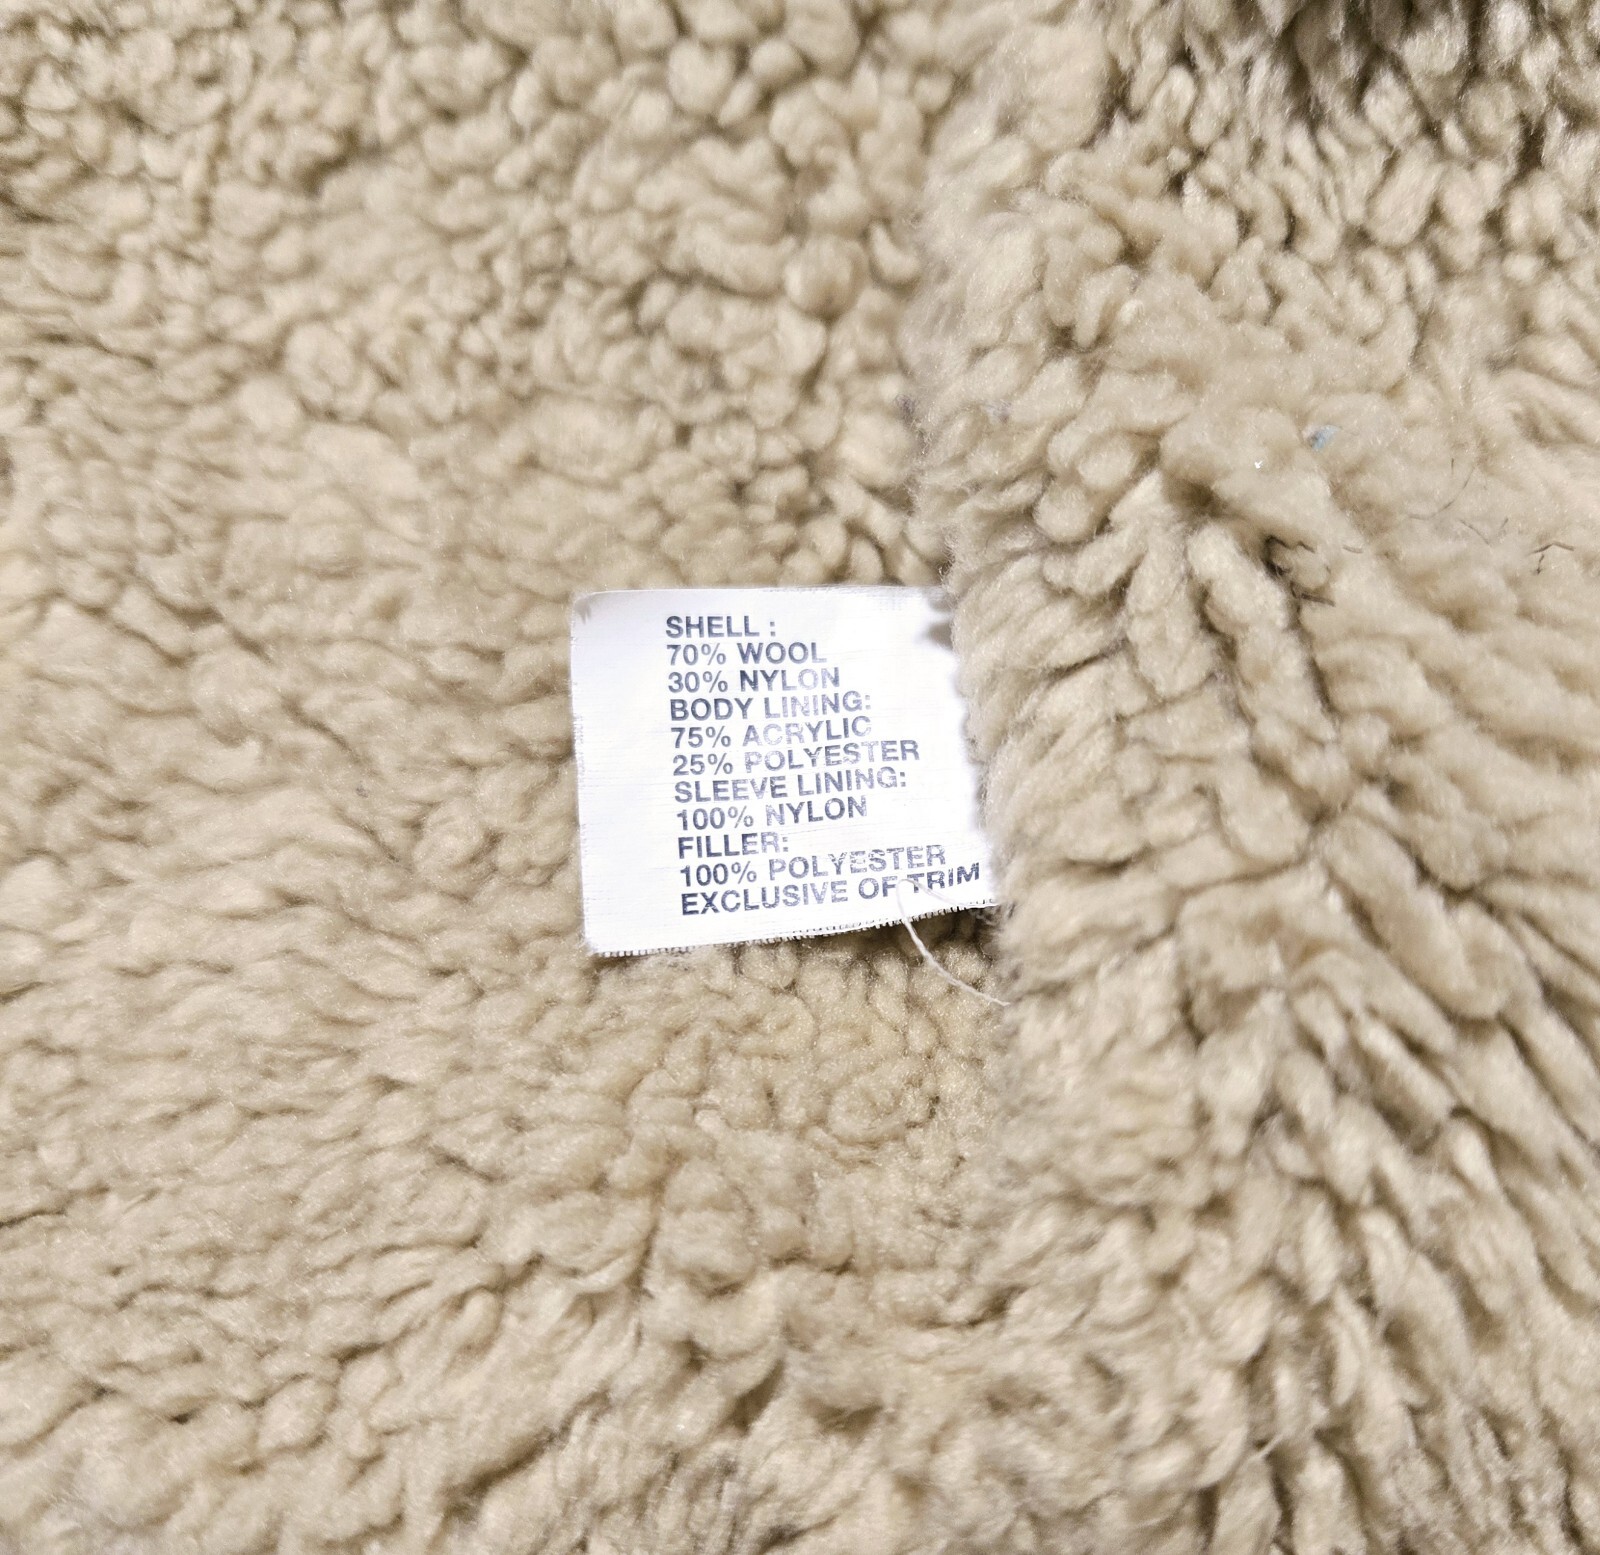 SHELL :
70% WOOL
30% NYLON
BODY LINING:
75% ACRYLIC
25% POLYESTER
SLEEVE LINING:
100% NYLON
FILLER:
100% POLYESTER
EXCLUSIVE OF TRIM